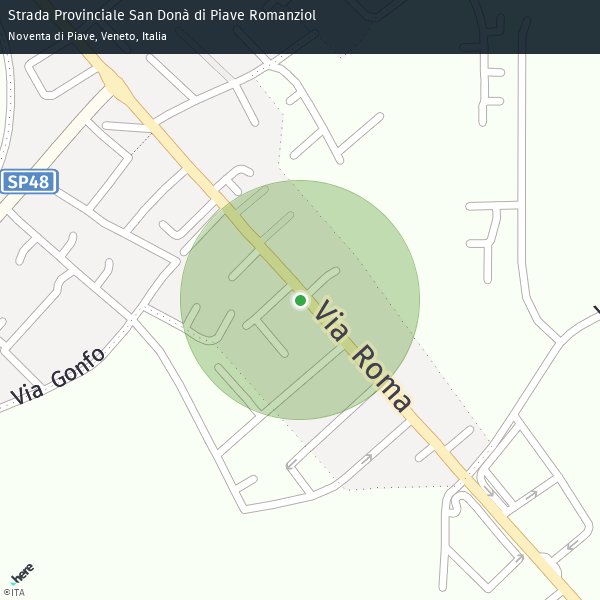 Strada Provinciale San Donà di Piave Romanziol
Noventa di Piave, Veneto, Italia
SP48
Via Roma
Via Gonfo
here
©ITA